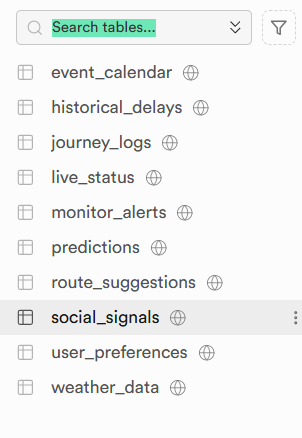 Search tables...
event_calendar
historical_delays
journey_logs
live_status
monitor_alerts
predictions
route_suggestions
social_signals
user_preferences
weather_data